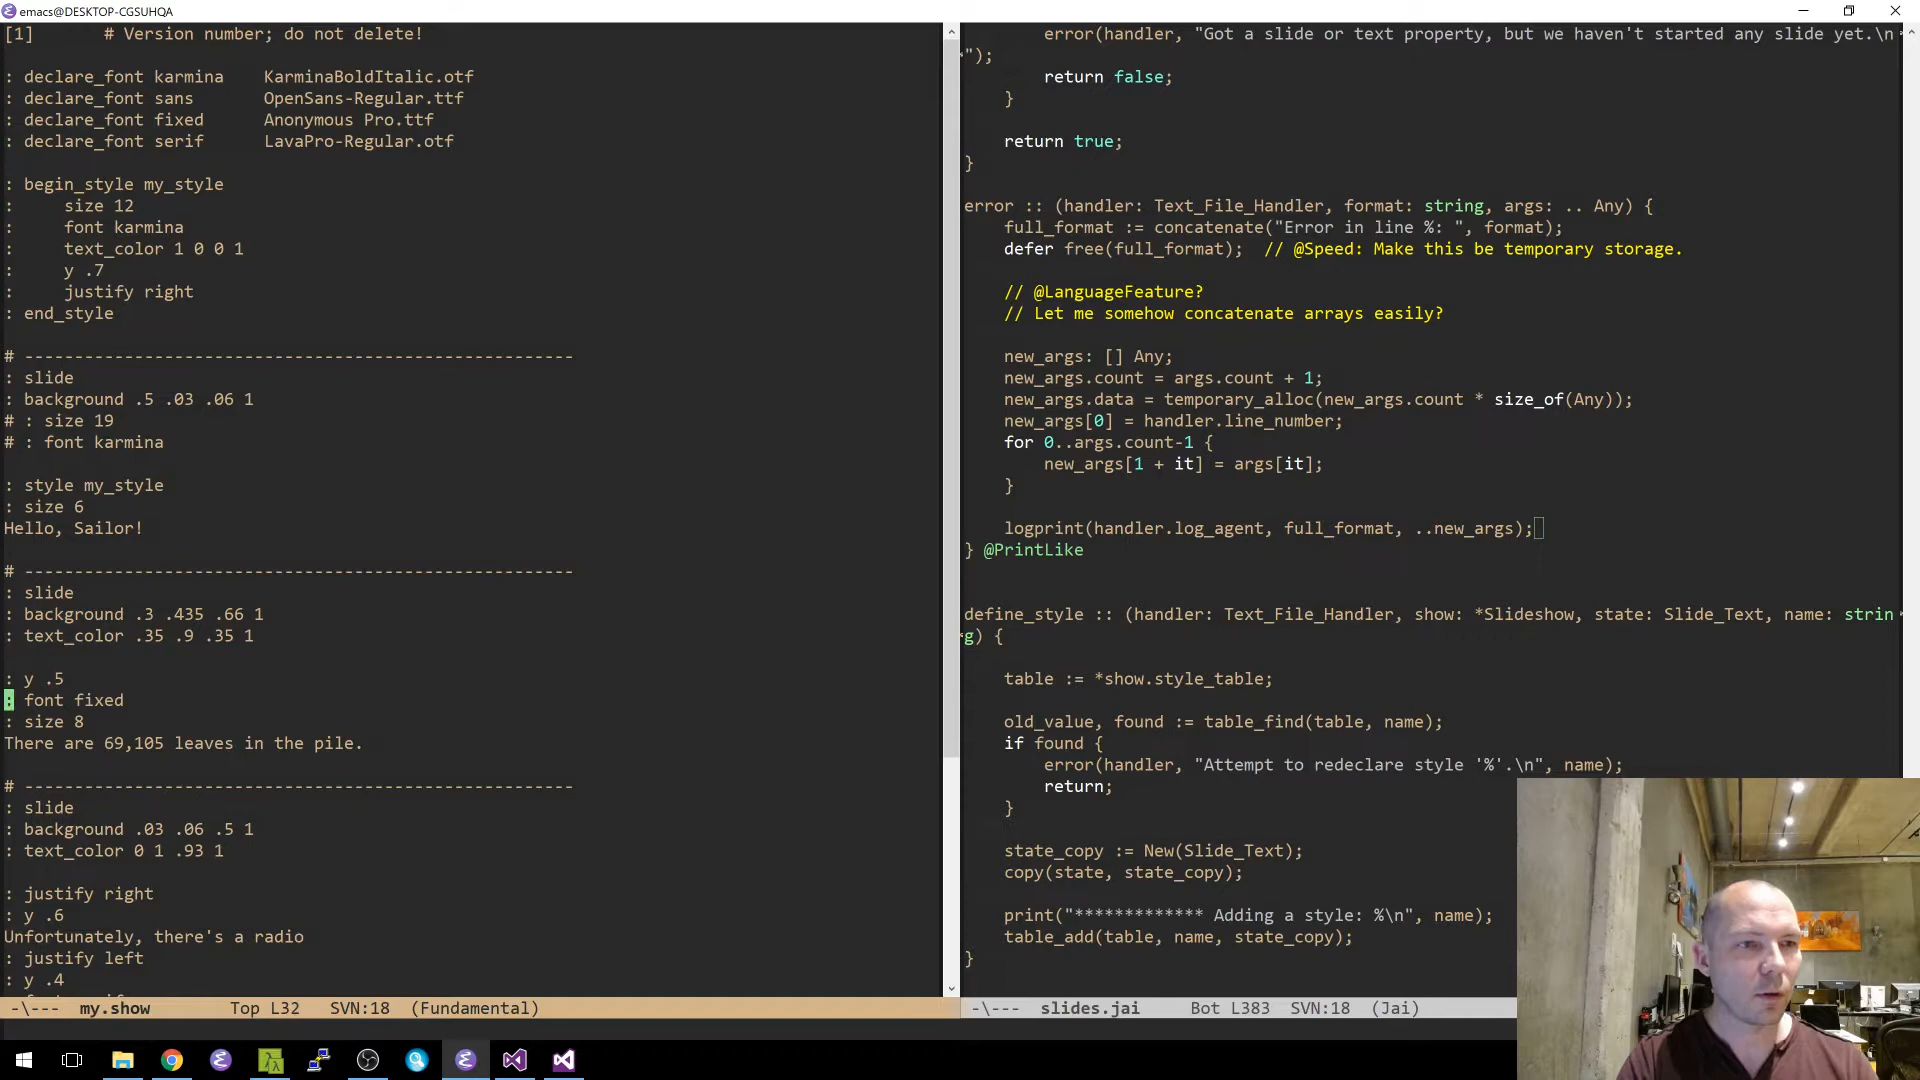 emacs@DESKTOP-CGSUHQA
[1]       # Version number; do not delete!
: declare_font karmina    KarminaBoldItalic.otf
: declare_font sans       OpenSans-Regular.ttf
: declare_font fixed      Anonymous Pro.ttf
: declare_font serif      LavaPro-Regular.otf
: begin_style my_style
:     size 12
:     font karmina
:     text_color 1 0 0 1
:     y .7
:     justify right
: end_style
# -------------------------------------------------------
: slide
: background .5 .03 .06 1
# : size 19
# : font karmina
: style my_style
: size 6
Hello, Sailor!
# -------------------------------------------------------
: slide
: background .3 .435 .66 1
: text_color .35 .9 .35 1
: y .5
: font fixed
: size 8
There are 69,105 leaves in the pile.
# -------------------------------------------------------
: slide
: background .03 .06 .5 1
: text_color 0 1 .93 1
: justify right
: y .6
Unfortunately, there's a radio
: justify left
: y .4
-\---  my.show        Top L32   SVN:18  (Fundamental)
        error(handler, "Got a slide or text property, but we haven't started any slide yet.\n
");
        return false;
    }
    return true;
}
error :: (handler: Text_File_Handler, format: string, args: .. Any) {
    full_format := concatenate("Error in line %: ", format);
    defer free(full_format);  // @Speed: Make this be temporary storage.
    // @LanguageFeature?
    // Let me somehow concatenate arrays easily?
    new_args: [] Any;
    new_args.count = args.count + 1;
    new_args.data = temporary_alloc(new_args.count * size_of(Any));
    new_args[0] = handler.line_number;
    for 0..args.count-1 {
        new_args[1 + it] = args[it];
    }
    logprint(handler.log_agent, full_format, ..new_args);
} @PrintLike
define_style :: (handler: Text_File_Handler, show: *Slideshow, state: Slide_Text, name: strin
g) {
    table := *show.style_table;
    old_value, found := table_find(table, name);
    if found {
        error(handler, "Attempt to redeclare style '%'.\n", name);
        return;
    }
    state_copy := New(Slide_Text);
    copy(state, state_copy);
    print("************* Adding a style: %\n", name);
    table_add(table, name, state_copy);
}
-\---  slides.jai     Bot L383  SVN:18  (Jai)